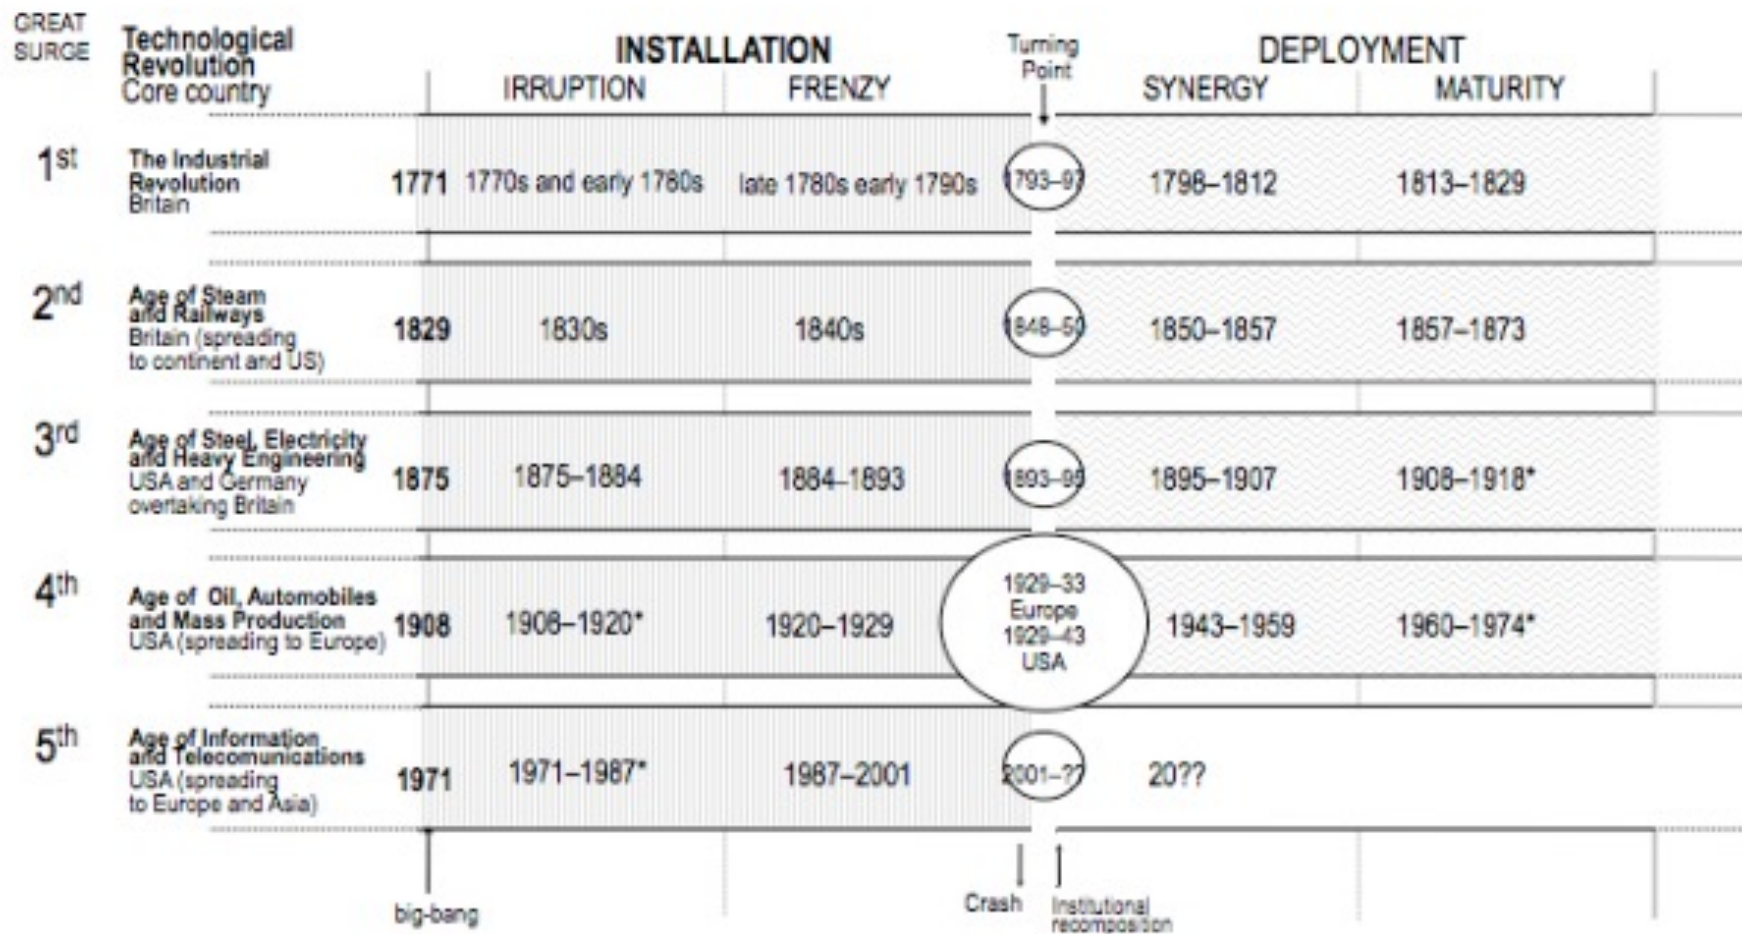 GREAT
SURGE
Technological
Revolution
Core country
INSTALLATION
IRRUPTION
FRENZY
Turning
Point
DEPLOYMENT
SYNERGY
MATURITY
1st
The Industrial
Revolution
Britain
1771
1770s and early 1780s
late 1780s early 1790s
1793–97
1798–1812
1813–1829
2nd
Age of Steam
and Railways
Britain (spreading
to continent and US)
1829
1830s
1840s
1848–50
1850–1857
1857–1873
3rd
Age of Steel, Electricity
and Heavy Engineering
USA and Germany
overtaking Britain
1875
1875–1884
1884–1893
1893–95
1895–1907
1908–1918*
4th
Age of Oil, Automobiles
and Mass Production
USA (spreading to Europe)
1908
1908–1920*
1920–1929
1929–33
Europe
1929–43
USA
1943–1959
1960–1974*
5th
Age of Information
and Telecomunications
USA (spreading
to Europe and Asia)
1971
1971–1987*
1987–2001
2001–??
20??
big-bang
Crash
Institutional
recomposition